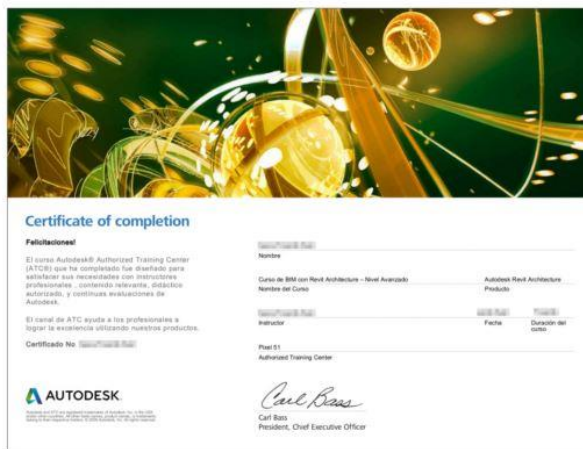 Certificate of completion
Felicitaciones!
El curso Autodesk® Authorized Training Center
(ATC®) que ha completado fue diseñado para
satisfacer sus necesidades con instructores
profesionales , contenido relevante, didáctico
autorizado, y continuas evaluaciones de
Autodesk.
El canal de ATC ayuda a los profesionales a
lograr la excelencia utilizando nuestros productos.
Certificado No
AUTODESK.
Nombre
Curso de BIM con Revit Architecture – Nivel Avanzado
Autodesk Revit Architecture
Nombre del Curso
Producto
Instructor
Fecha
Duración del
curso
Pixel 51
Authorized Training Center
Carl Bass
Carl Bass
President, Chief Executive Officer